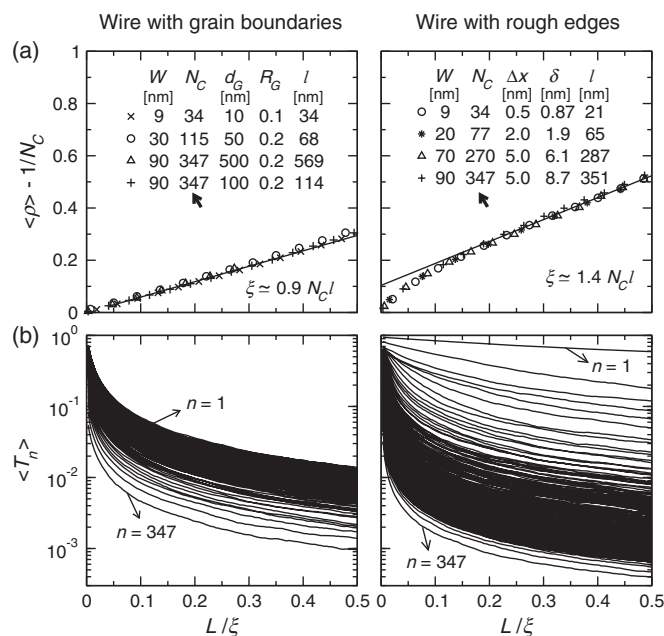 Wire with grain boundaries
Wire with rough edges
(a)
W N_C d_G R_G l
[nm] [nm] [nm]
× 9 34 10 0.1 34
○ 30 115 50 0.2 68
△ 90 347 500 0.2 569
+ 90 347 100 0.2 114
ξ ≃ 0.9 N_C l
W N_C Δx δ l
[nm] [nm] [nm] [nm]
○ 9 34 0.5 0.87 21
* 20 77 2.0 1.9 65
△ 70 270 5.0 6.1 287
+ 90 347 5.0 8.7 351
ξ ≃ 1.4 N_C l
<ρ> - 1/N_C
1.0
0.8
0.6
0.4
0.2
0
(b)
n = 1
n = 347
n = 1
n = 347
<T_n>
10^0
10^-1
10^-2
10^-3
0 0.1 0.2 0.3 0.4 0.5
0 0.1 0.2 0.3 0.4 0.5
L / ξ
L / ξ